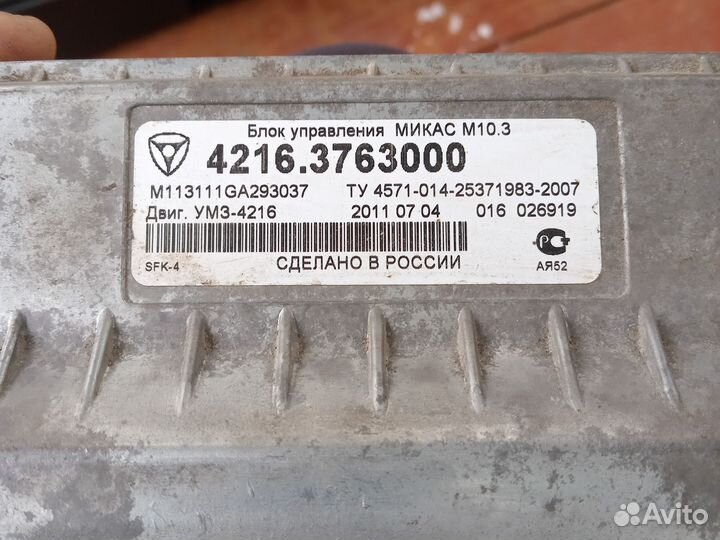 Блок управления МИКАС М10.3
4216.3763000
M113111GA293037 ТУ 4571-014-25371983-2007
Двиг. УМЗ-4216 2011 07 04 016 026919
SFK-4 СДЕЛАНО В РОССИИ АЯ52
Avito